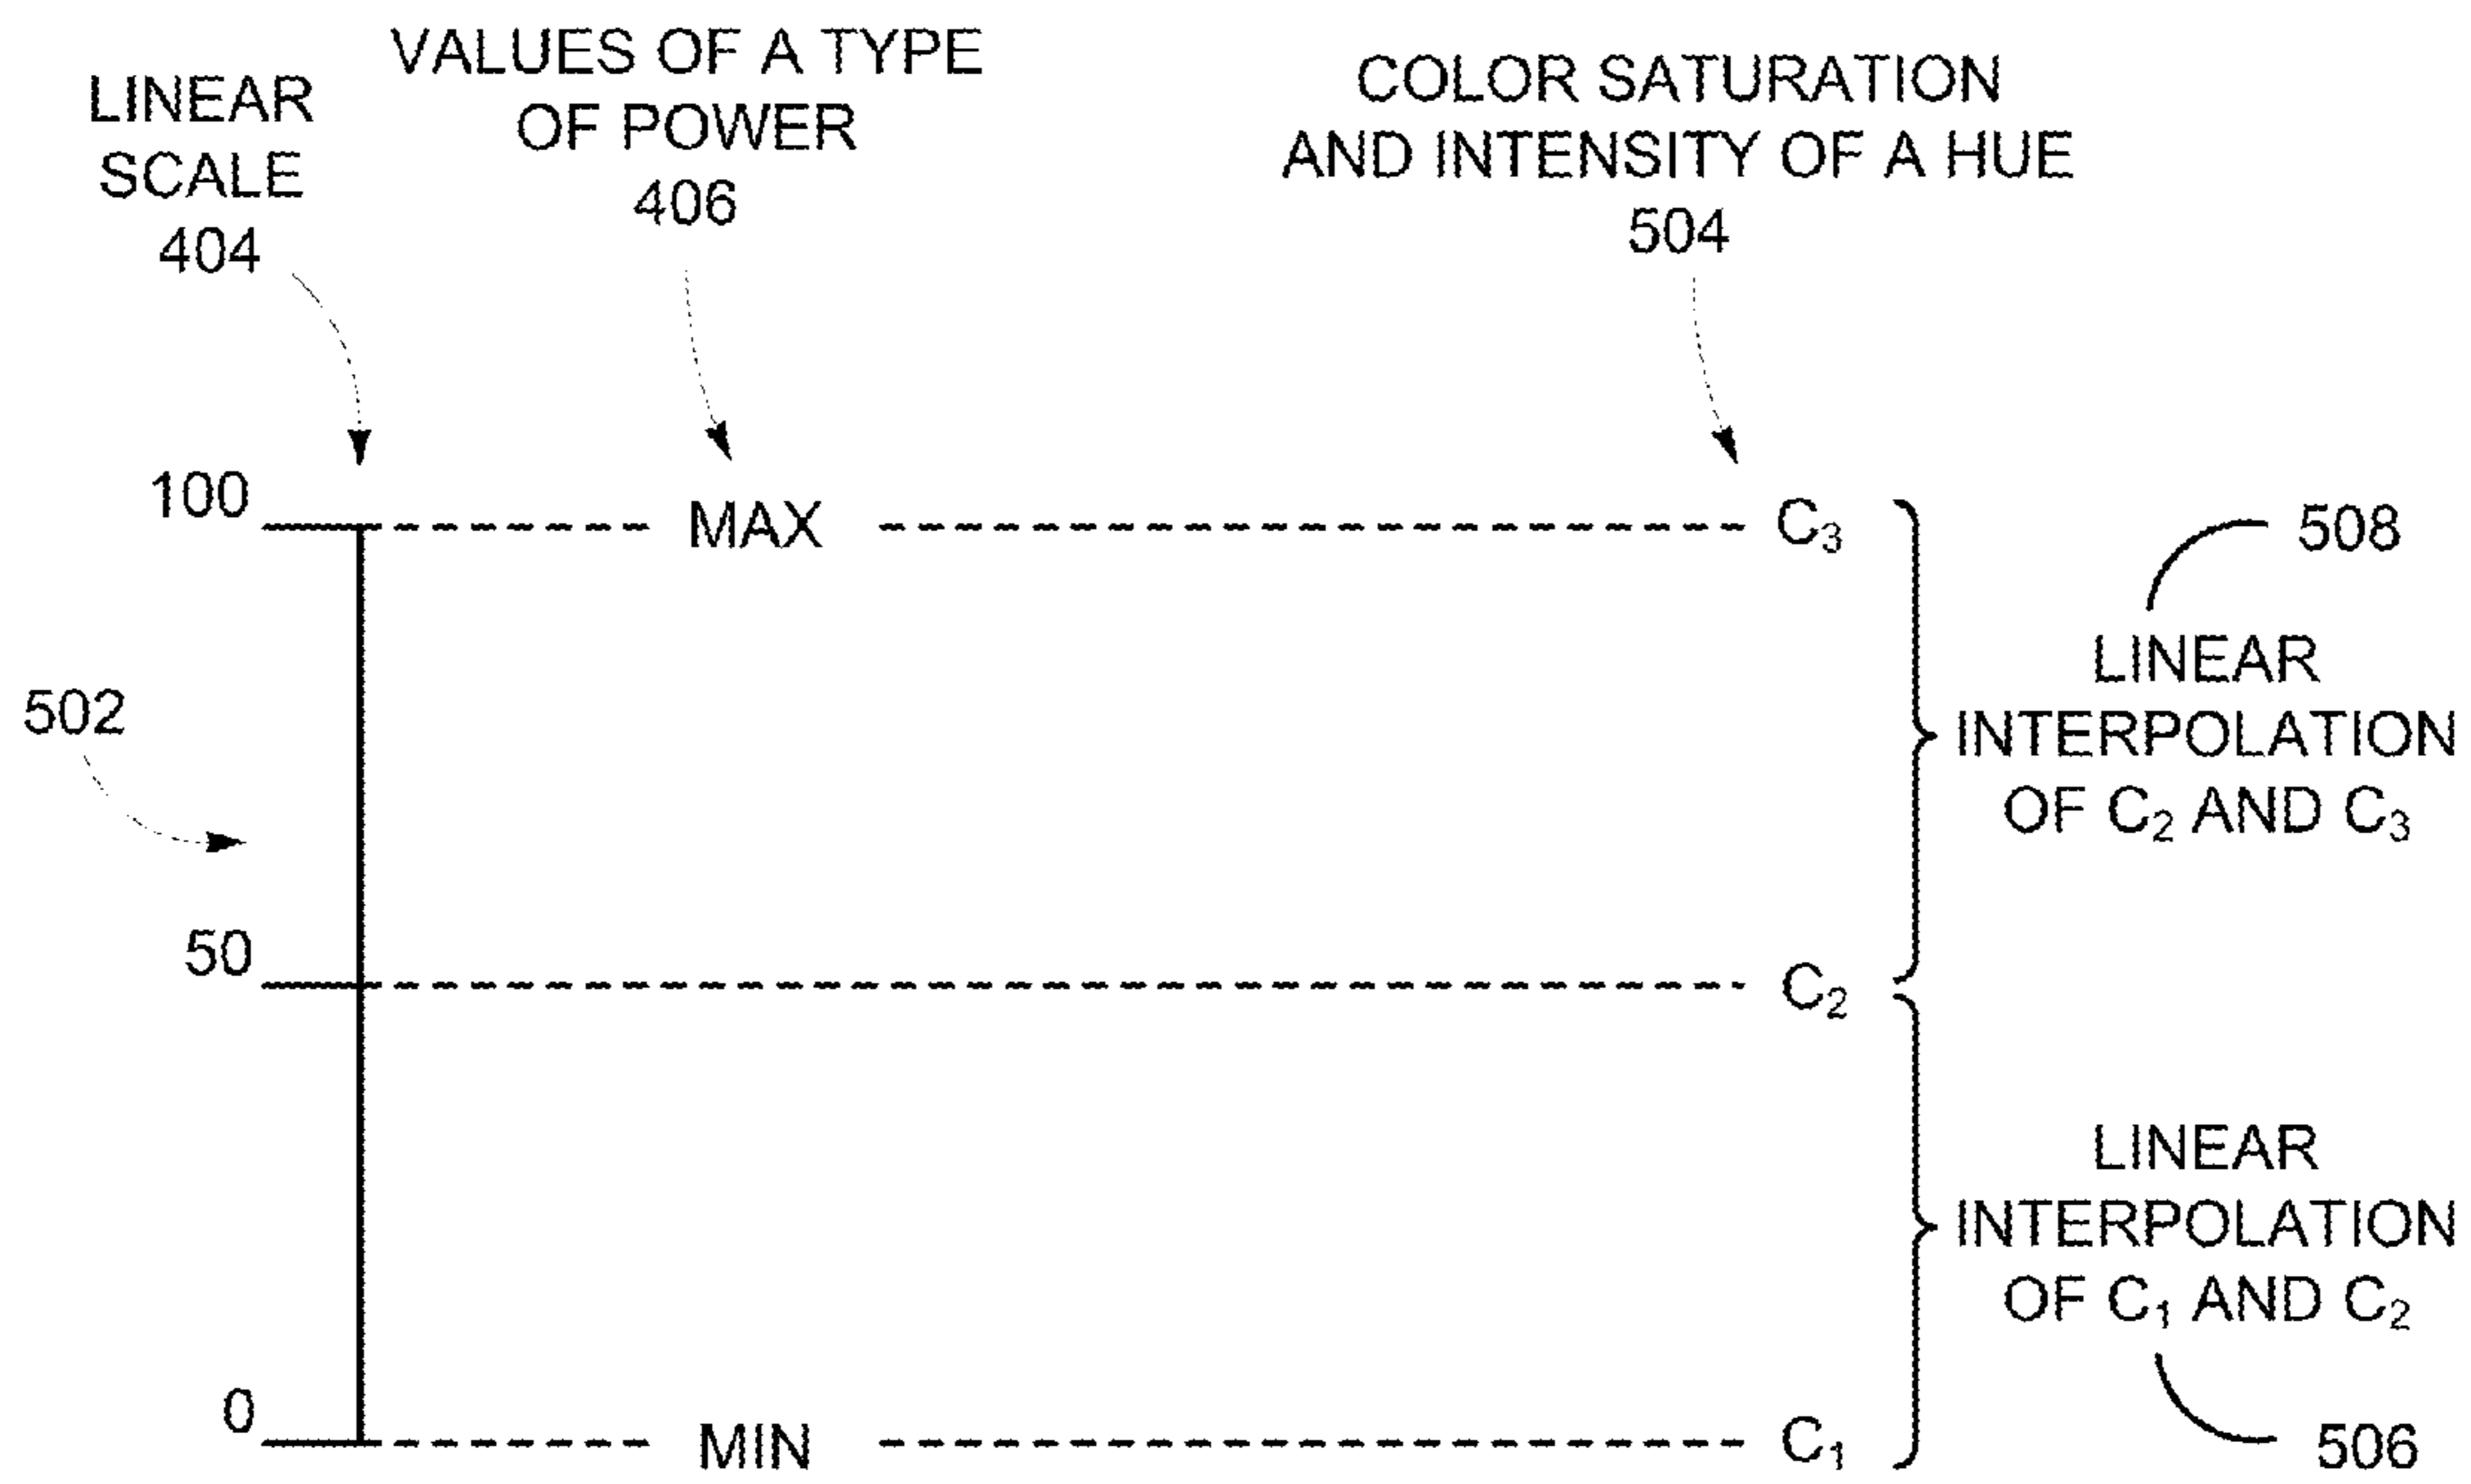 LINEAR
SCALE
404
VALUES OF A TYPE
OF POWER
406
COLOR SATURATION
AND INTENSITY OF A HUE
504
100
MAX
C₃
508
LINEAR
INTERPOLATION
OF C₂ AND C₃
502
50
C₂
LINEAR
INTERPOLATION
OF C₁ AND C₂
506
0
MIN
C₁